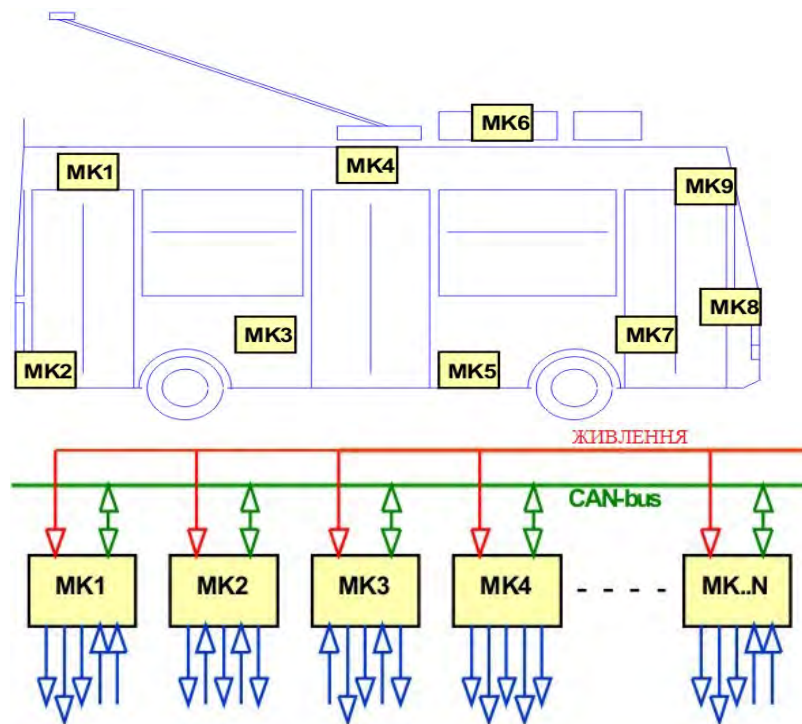 MK6
MK1
MK4
MK9
MK8
MK3
MK7
MK2
MK5
ЖИВЛЕННЯ
CAN-bus
MK1 MK2 MK3 MK4 - - - - MK..N